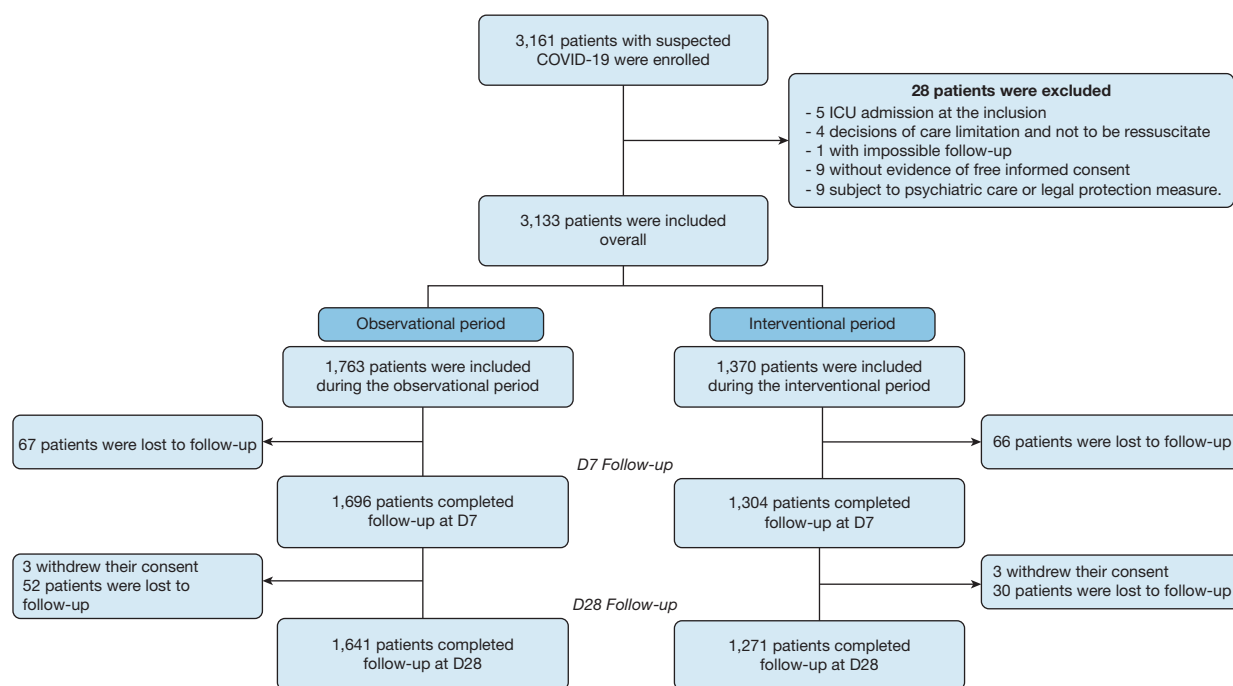 3,161 patients with suspected
COVID-19 were enrolled
28 patients were excluded
- 5 ICU admission at the inclusion
- 4 decisions of care limitation and not to be ressuscitate
- 1 with impossible follow-up
- 9 without evidence of free informed consent
- 9 subject to psychiatric care or legal protection measure.
3,133 patients were included
overall
Observational period
Interventional period
1,763 patients were included
during the observational period
1,370 patients were included
during the interventional period
67 patients were lost to follow-up
66 patients were lost to follow-up
D7 Follow-up
1,696 patients completed
follow-up at D7
1,304 patients completed
follow-up at D7
3 withdrew their consent
52 patients were lost to
follow-up
3 withdrew their consent
30 patients were lost to follow-up
D28 Follow-up
1,641 patients completed
follow-up at D28
1,271 patients completed
follow-up at D28